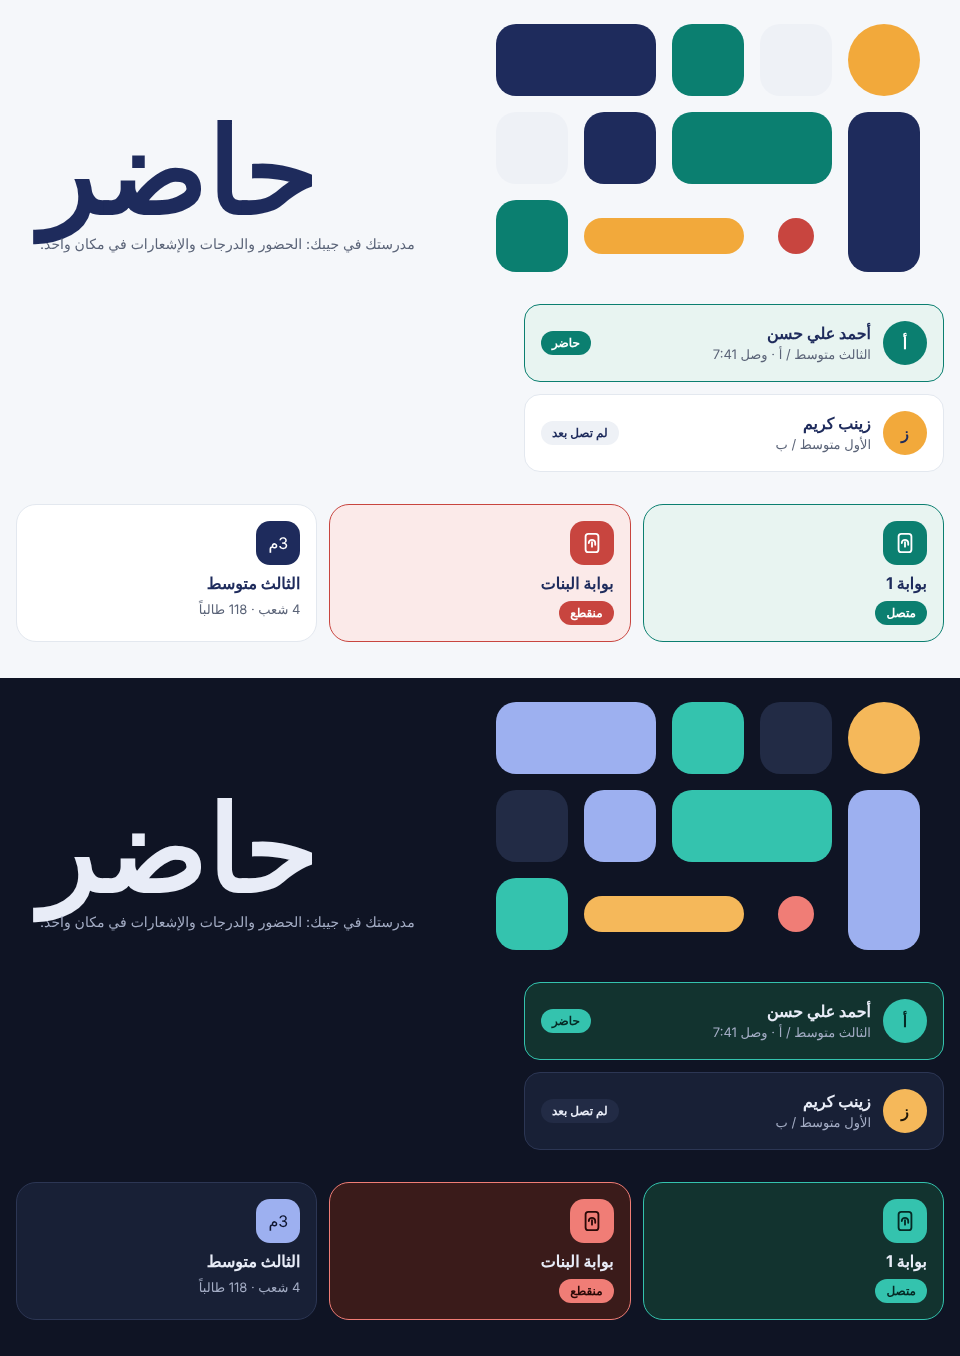 حاضر
مدرستك في جيبك: الحضور والدرجات والإشعارات في مكان واحد.
أ
أحمد علي حسن
الثالث متوسط / أ · وصل 7:41
حاضر
ز
زينب كريم
الأول متوسط / ب
لم تصل بعد
بوابة 1
متصل
بوابة البنات
منقطع
3م
الثالث متوسط
4 شعب · 118 طالباً
حاضر
مدرستك في جيبك: الحضور والدرجات والإشعارات في مكان واحد.
أ
أحمد علي حسن
الثالث متوسط / أ · وصل 7:41
حاضر
ز
زينب كريم
الأول متوسط / ب
لم تصل بعد
بوابة 1
متصل
بوابة البنات
منقطع
3م
الثالث متوسط
4 شعب · 118 طالباً